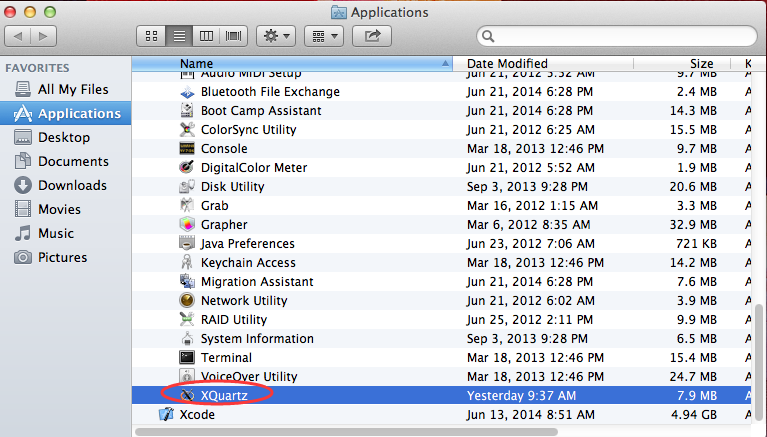 Applications
Name Date Modified Size K
FAVORITES
All My Files
Applications
Desktop
Documents
Downloads
Movies
Music
Pictures
Audio MIDI Setup Jun 21, 2012 5:52 AM 9.7 MB A
Bluetooth File Exchange Jun 21, 2014 6:28 PM 2.4 MB A
Boot Camp Assistant Jun 21, 2014 6:28 PM 14.3 MB A
ColorSync Utility Jun 21, 2012 6:25 AM 15.5 MB A
Console Mar 18, 2013 12:46 PM 9.7 MB A
DigitalColor Meter Jun 21, 2012 5:52 AM 1.9 MB A
Disk Utility Sep 3, 2013 9:28 PM 20.6 MB A
Grab Mar 16, 2012 1:15 AM 3.3 MB A
Grapher Mar 6, 2012 8:35 AM 32.9 MB A
Java Preferences Jun 23, 2012 7:06 AM 721 KB A
Keychain Access Mar 18, 2013 12:46 PM 14.2 MB A
Migration Assistant Jun 21, 2014 6:28 PM 7.6 MB A
Network Utility Jun 21, 2012 6:02 AM 3.9 MB A
RAID Utility Jun 25, 2012 2:11 PM 9.9 MB A
System Information Sep 3, 2013 9:28 PM 6.5 MB A
Terminal Mar 18, 2013 12:46 PM 15.4 MB A
VoiceOver Utility Mar 18, 2013 12:46 PM 24.7 MB A
XQuartz Yesterday 9:37 AM 7.9 MB A
Xcode Jun 13, 2014 8:51 AM 4.94 GB A